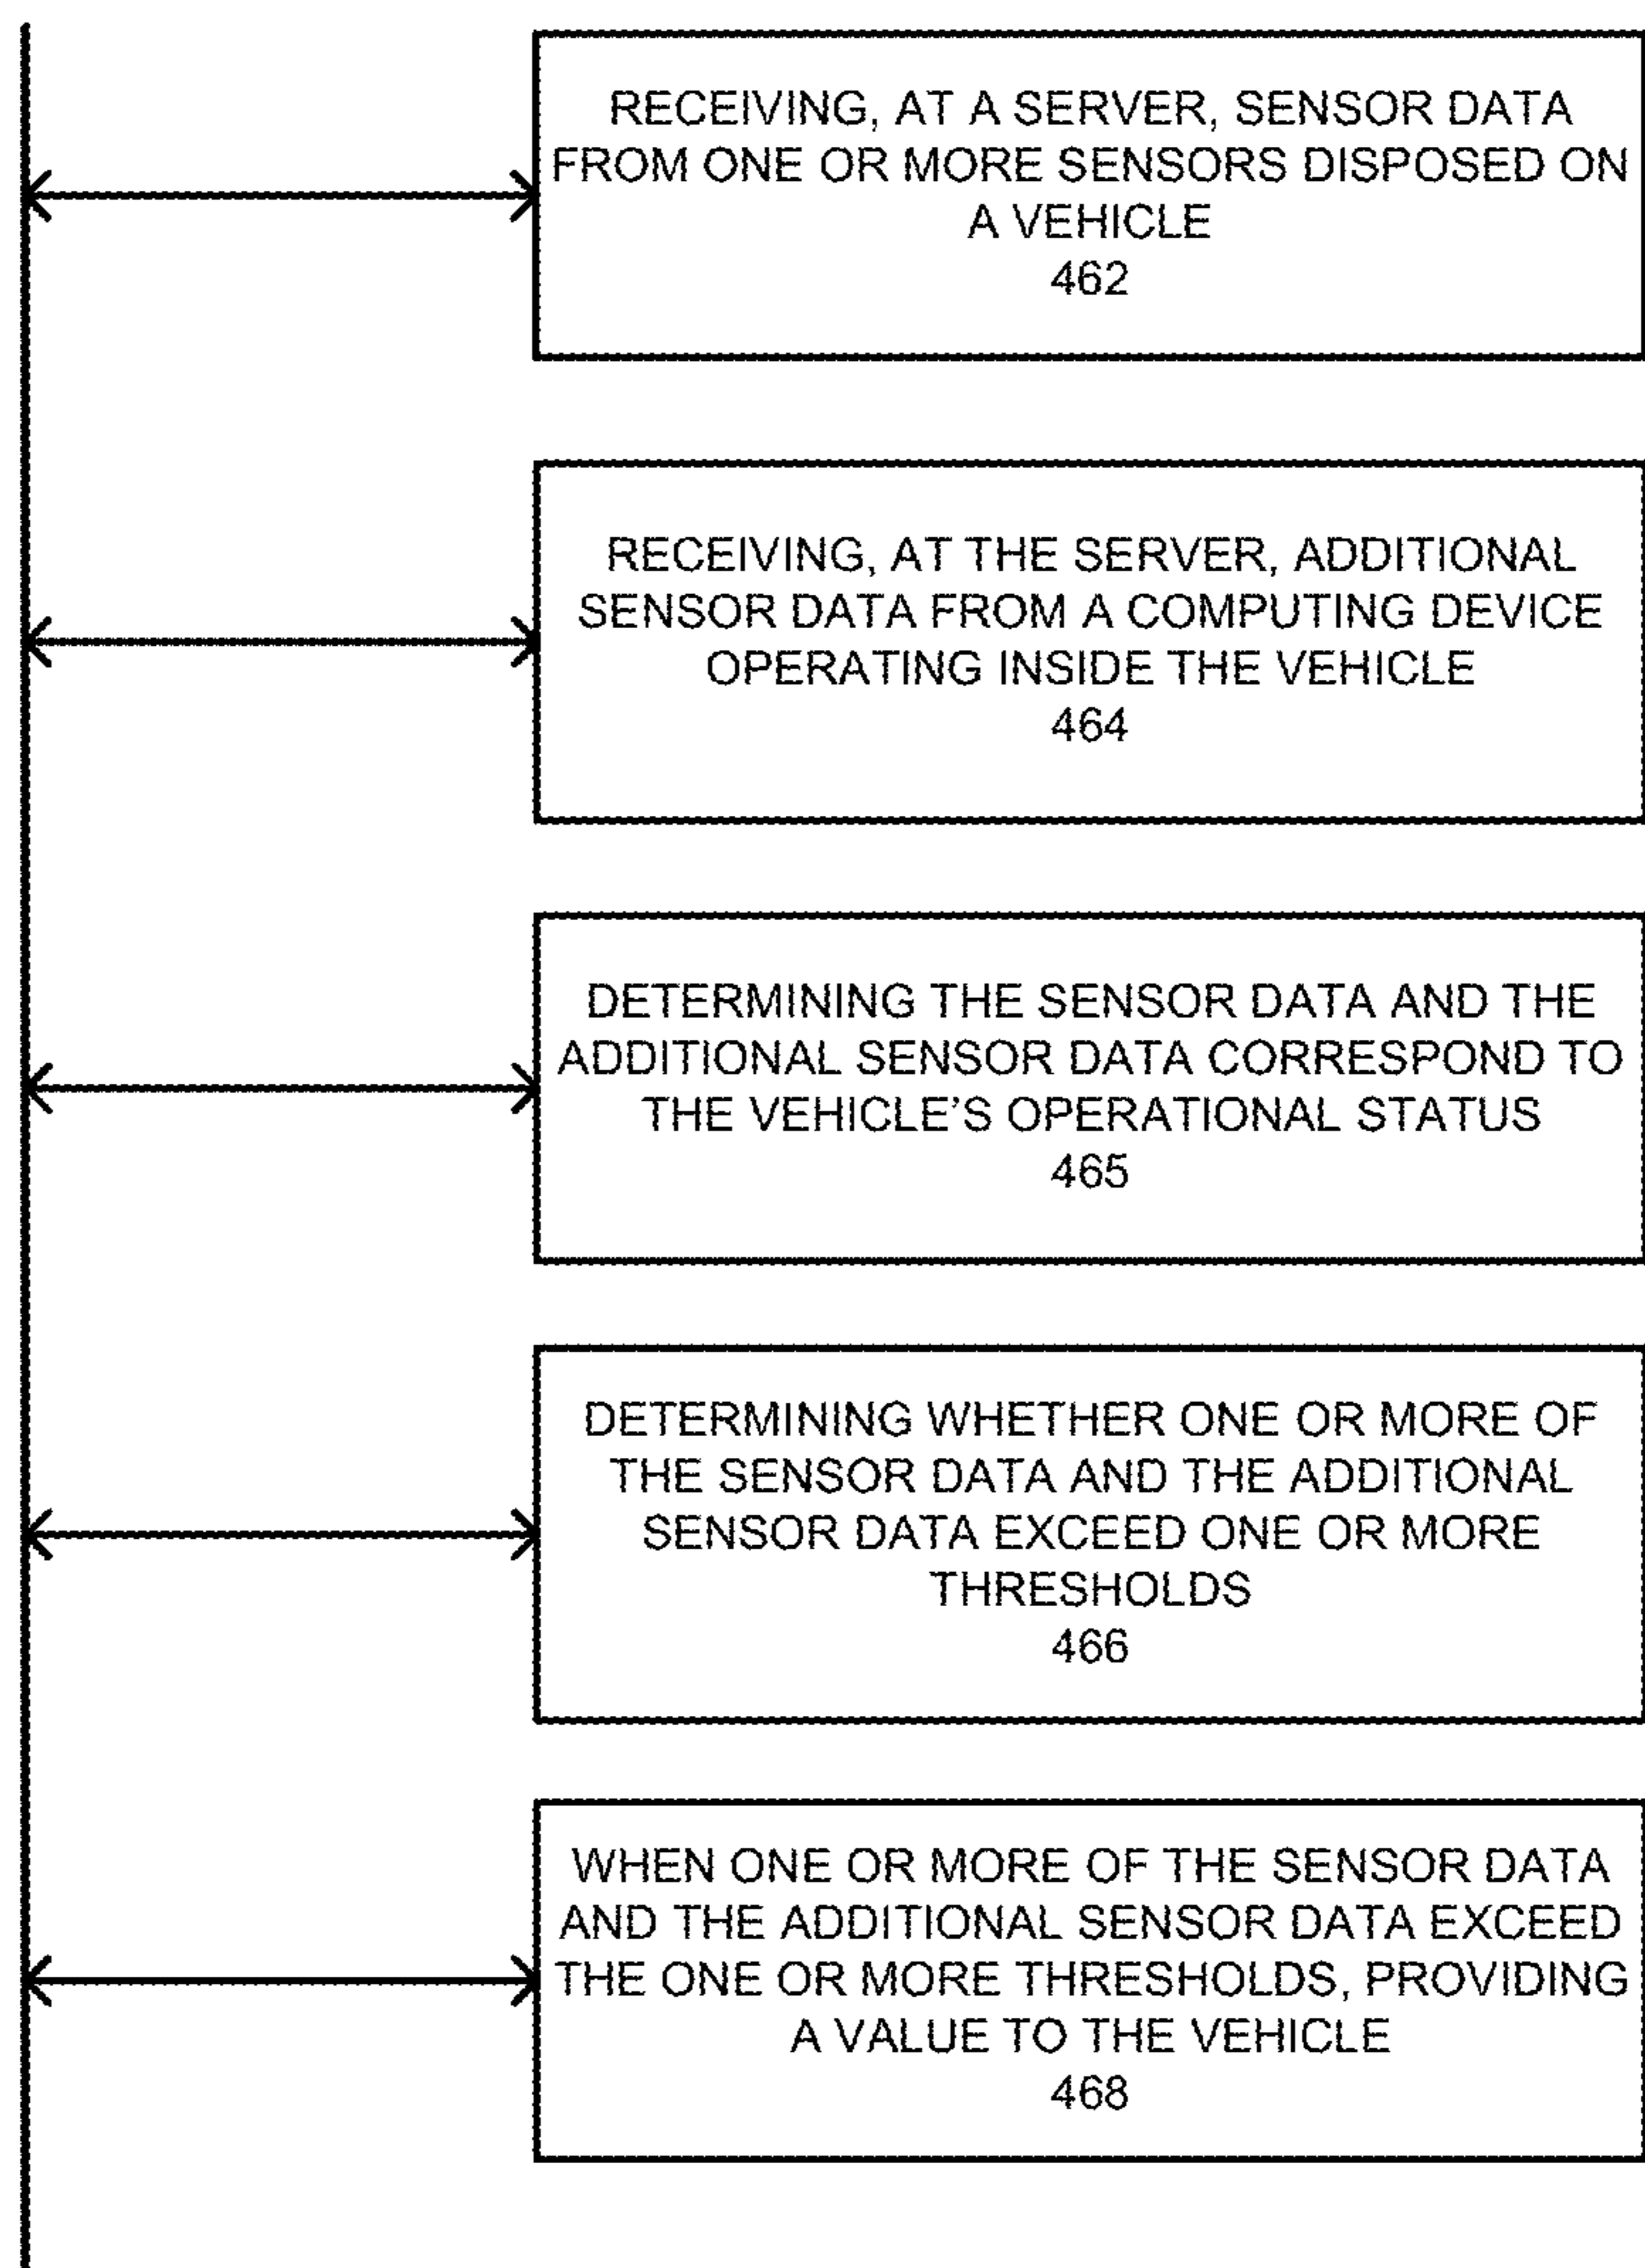 RECEIVING, AT A SERVER, SENSOR DATA
FROM ONE OR MORE SENSORS DISPOSED ON
A VEHICLE
462
RECEIVING, AT THE SERVER, ADDITIONAL
SENSOR DATA FROM A COMPUTING DEVICE
OPERATING INSIDE THE VEHICLE
464
DETERMINING THE SENSOR DATA AND THE
ADDITIONAL SENSOR DATA CORRESPOND TO
THE VEHICLE'S OPERATIONAL STATUS
465
DETERMINING WHETHER ONE OR MORE OF
THE SENSOR DATA AND THE ADDITIONAL
SENSOR DATA EXCEED ONE OR MORE
THRESHOLDS
466
WHEN ONE OR MORE OF THE SENSOR DATA
AND THE ADDITIONAL SENSOR DATA EXCEED
THE ONE OR MORE THRESHOLDS, PROVIDING
A VALUE TO THE VEHICLE
468